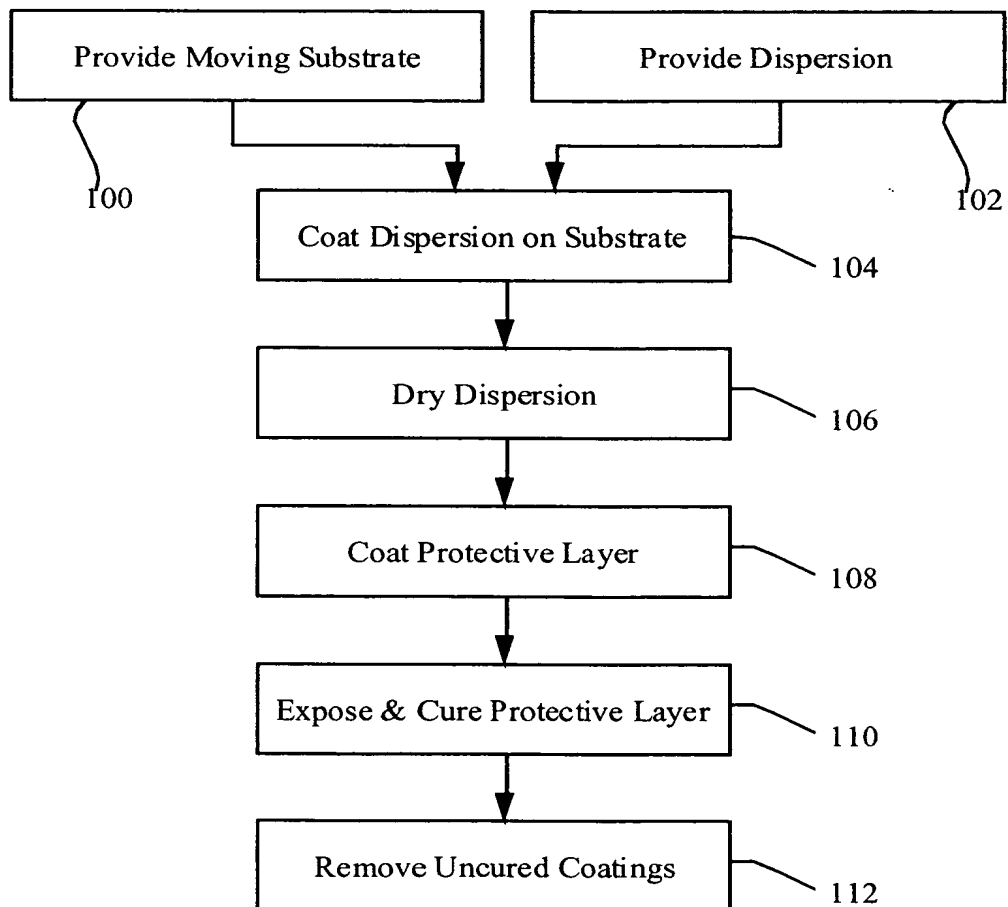 Provide Moving Substrate
Provide Dispersion
100
102
Coat Dispersion on Substrate
104
Dry Dispersion
106
Coat Protective Layer
108
Expose & Cure Protective Layer
110
Remove Uncured Coatings
112